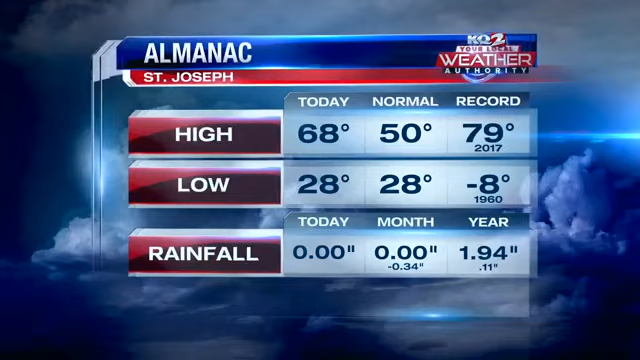 ALMANAC
KQ2
YOUR LOCAL
WEATHER
AUTHORITY
ST. JOSEPH
TODAY NORMAL RECORD
HIGH 68° 50° 79°
2017
LOW 28° 28° -8°
1960
TODAY MONTH YEAR
RAINFALL 0.00" 0.00" 1.94"
-0.34" .11"